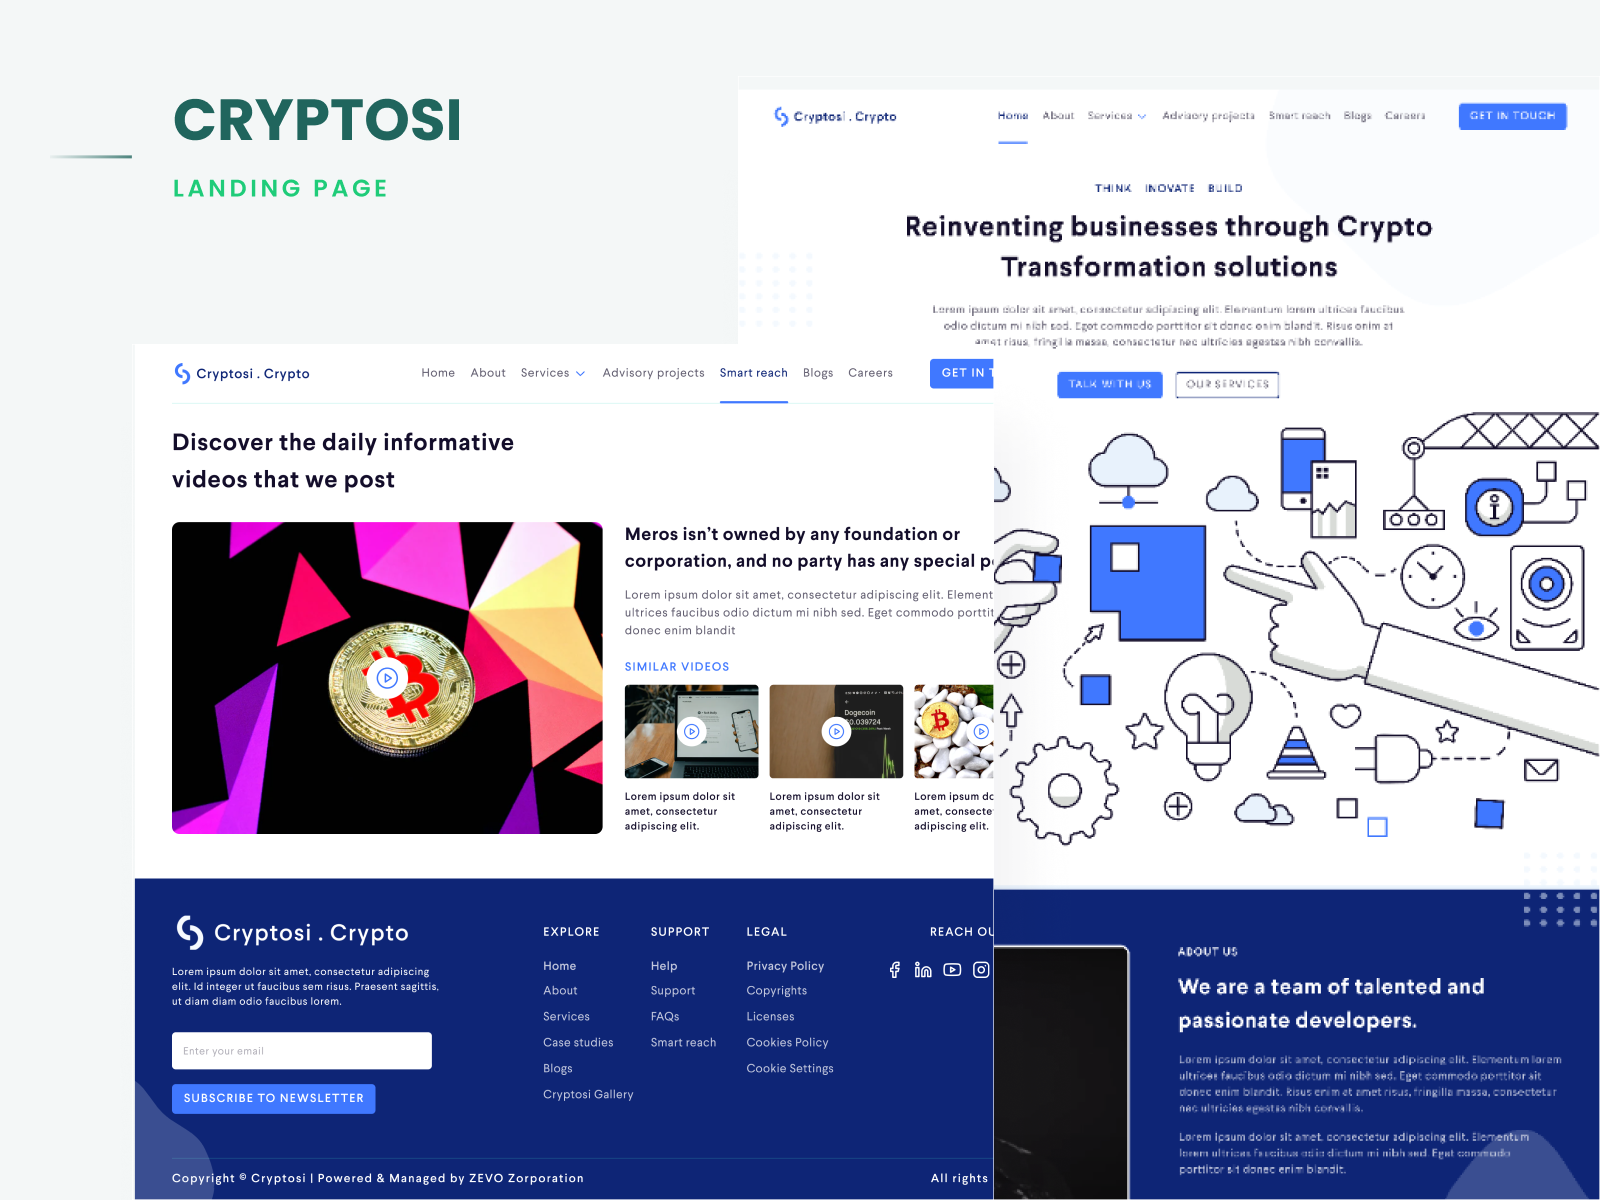 CRYPTOSI
LANDING PAGE
Cryptosi . Crypto
Home About Services Advisory projects Smart reach Blogs Careers
GET IN TOUCH
THINK INOVATE BUILD
Reinventing businesses through Crypto
Transformation solutions
Lorem ipsum dolor sit amet, consectetur adipiscing elit. Elementum lorem ultrices faucibus
odio dictum mi nibh sed. Eget commodo porttitor sit donec enim blandit. Risus enim at
amet risus, fringilla massa, consectetur nec ultricies egestas nibh convallis.
TALK WITH US OUR SERVICES
Cryptosi . Crypto
Home About Services Advisory projects Smart reach Blogs Careers
GET IN T
Discover the daily informative
videos that we post
Meros isn't owned by any foundation or
corporation, and no party has any special p
Lorem ipsum dolor sit amet, consectetur adipiscing elit. Element
ultrices faucibus odio dictum mi nibh sed. Eget commodo porttit
donec enim blandit
SIMILAR VIDEOS
Dogecoin
0.039724
Lorem ipsum dolor sit
amet, consectetur
adipiscing elit.
Lorem ipsum dolor sit
amet, consectetur
adipiscing elit.
Lorem ipsum do
amet, consectet
adipiscing elit.
Cryptosi . Crypto
Lorem ipsum dolor sit amet, consectetur adipiscing
elit. Id integer ut faucibus sem risus. Praesent sagittis,
ut diam diam odio faucibus lorem.
Enter your email
SUBSCRIBE TO NEWSLETTER
EXPLORE
Home
About
Services
Case studies
Blogs
Cryptosi Gallery
SUPPORT
Help
Support
FAQs
Smart reach
LEGAL
Privacy Policy
Copyrights
Licenses
Cookies Policy
Cookie Settings
REACH OU
Copyright © Cryptosi | Powered & Managed by ZEVO Zorporation
All rights
ABOUT US
We are a team of talented and
passionate developers.
Lorem ipsum dolor sit amet, consectetur adipiscing elit. Elementum lorem
ultrices faucibus odio dictum mi nibh sed. Eget commodo porttitor sit
donec enim blandit. Risus enim at amet risus, fringilla massa, consectetur
nec ultricies egestas nibh convallis.
Lorem ipsum dolor sit amet, consectetur adipiscing elit. Elementum
lorem ultrices faucibus odio dictum mi nibh sed. Eget commodo
porttitor sit donec enim blandit.